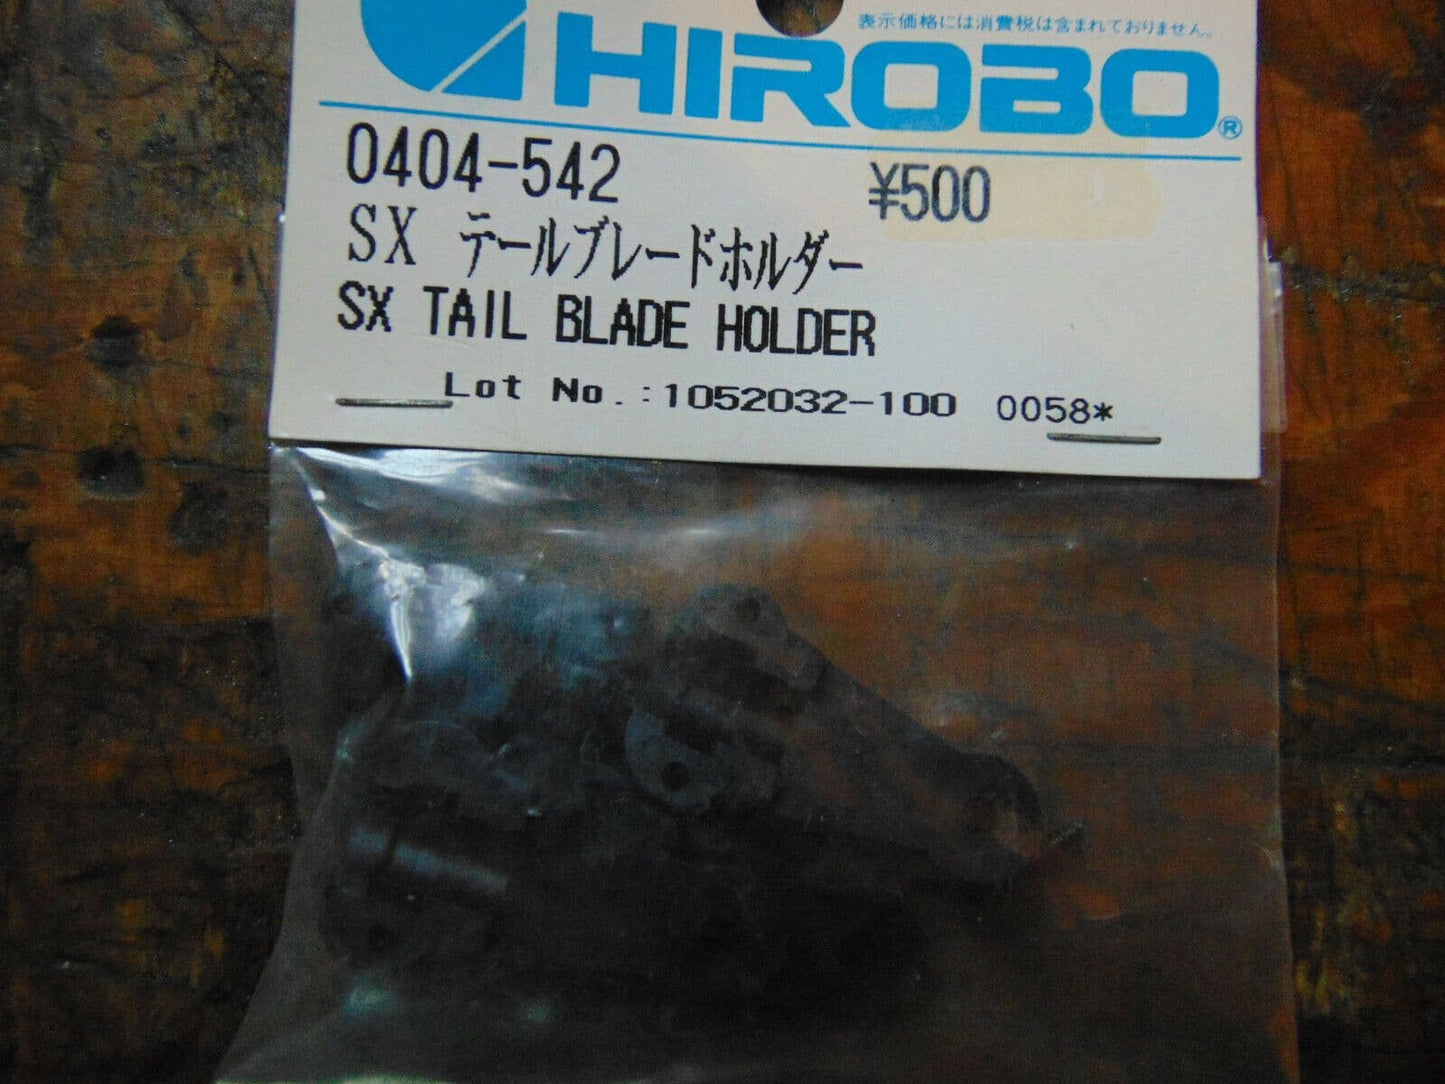 表示価格には消費税は含まれておりません。
HIROBO®
0404-542 ¥500
SX テールブレードホルダー
SX TAIL BLADE HOLDER
Lot No.:1052032-100 0058*